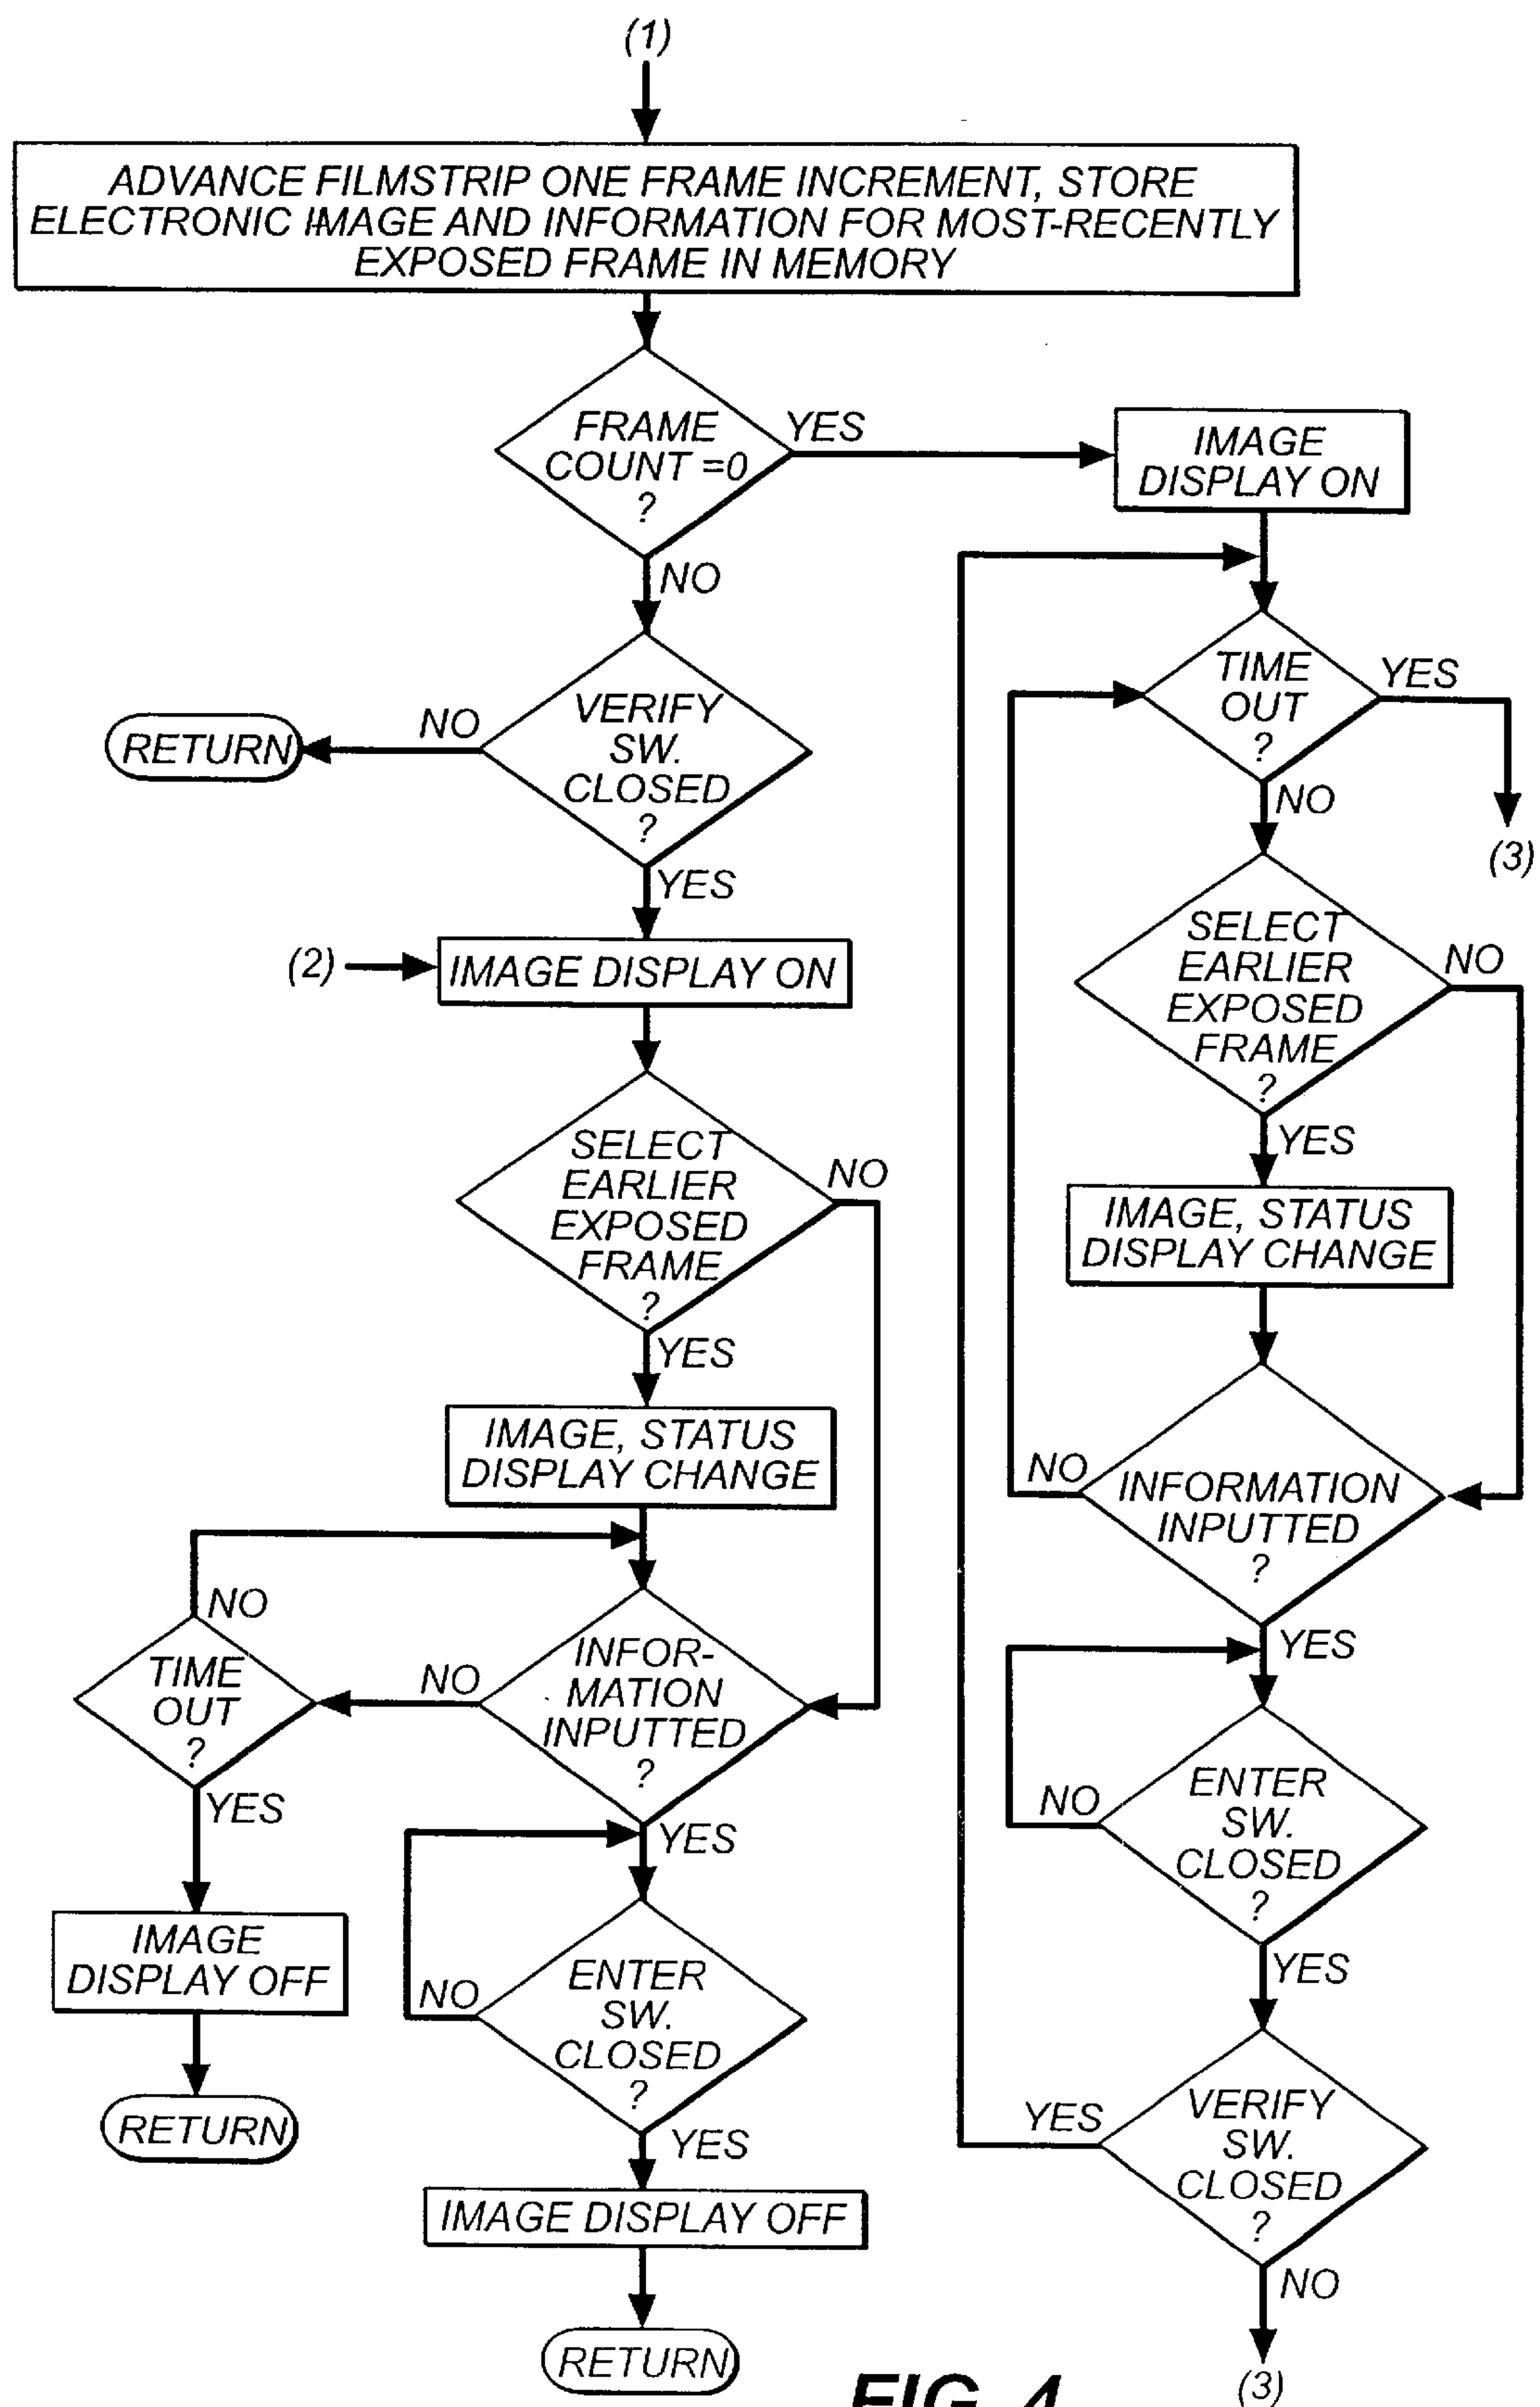 (1)
ADVANCE FILMSTRIP ONE FRAME INCREMENT, STORE
ELECTRONIC IMAGE AND INFORMATION FOR MOST-RECENTLY
EXPOSED FRAME IN MEMORY
FRAME
COUNT =0
?
YES
NO
VERIFY
SW.
CLOSED
?
NO
RETURN
YES
(2)
IMAGE DISPLAY ON
SELECT
EARLIER
EXPOSED
FRAME
?
NO
YES
IMAGE, STATUS
DISPLAY CHANGE
INFOR-
MATION
INPUTTED
?
NO
TIME
OUT
?
NO
YES
IMAGE
DISPLAY OFF
RETURN
YES
ENTER
SW.
CLOSED
?
NO
YES
IMAGE DISPLAY OFF
RETURN
IMAGE
DISPLAY ON
TIME
OUT
?
YES
(3)
NO
SELECT
EARLIER
EXPOSED
FRAME
?
NO
YES
IMAGE, STATUS
DISPLAY CHANGE
INFORMATION
INPUTTED
?
NO
YES
ENTER
SW.
CLOSED
?
NO
YES
VERIFY
SW.
CLOSED
?
YES
NO
(3)
FIG. 4